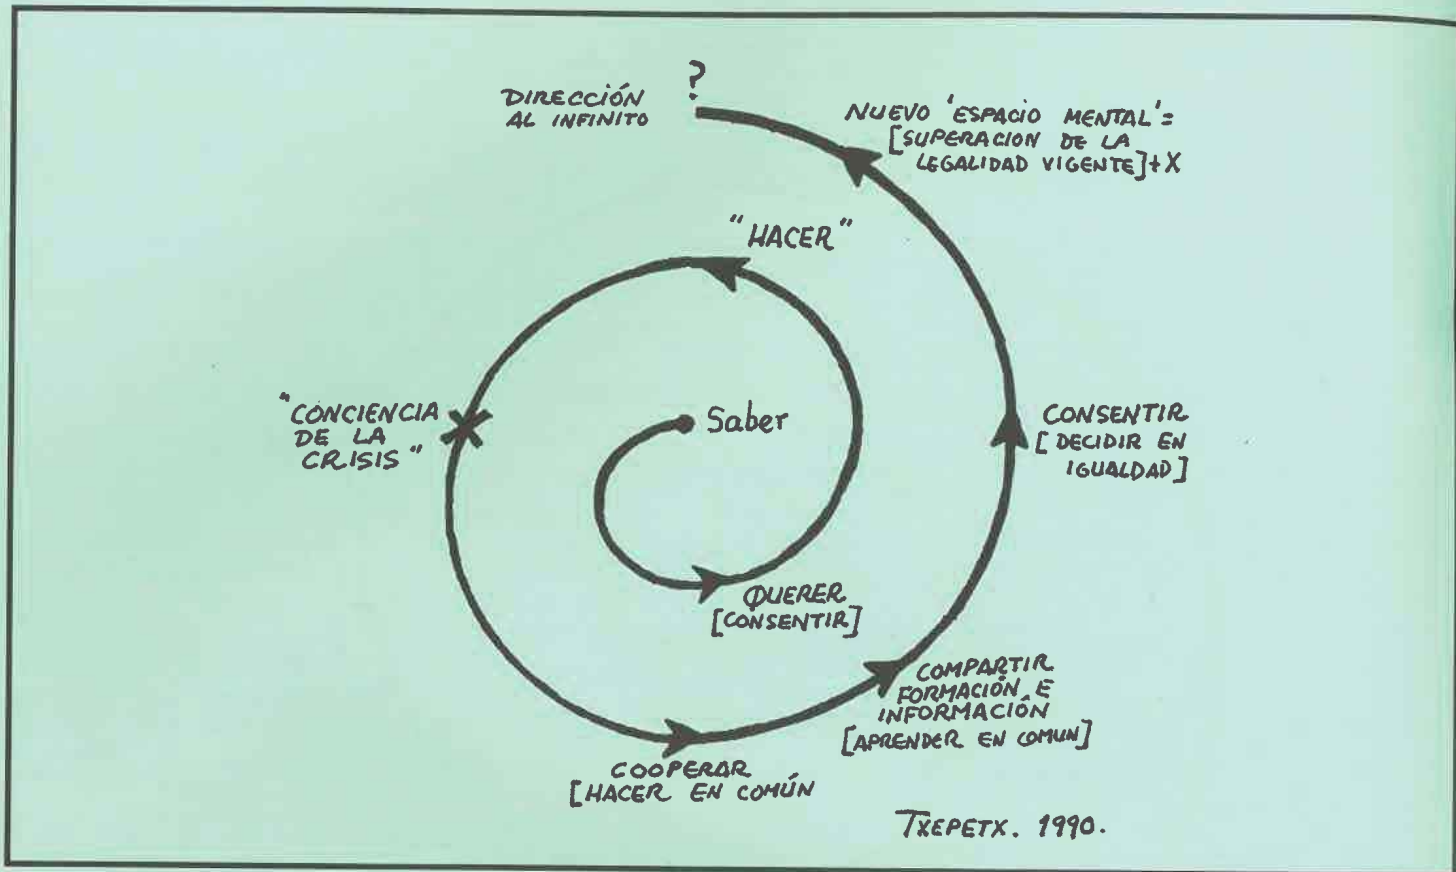 ?
DIRECCIÓN
AL INFINITO
NUEVO 'ESPACIO MENTAL'=
[SUPERACION DE LA
LEGALIDAD VIGENTE]+X
"HACER"
"CONCIENCIA
DE LA
CRISIS"
Saber
CONSENTIR
[DECIDIR EN
IGUALDAD]
QUERER
[CONSENTIR]
COMPARTIR
FORMACIÓN E
INFORMACIÓN
[APRENDER EN COMUN]
COOPERAR
[HACER EN COMÚN
TXEPETX. 1990.